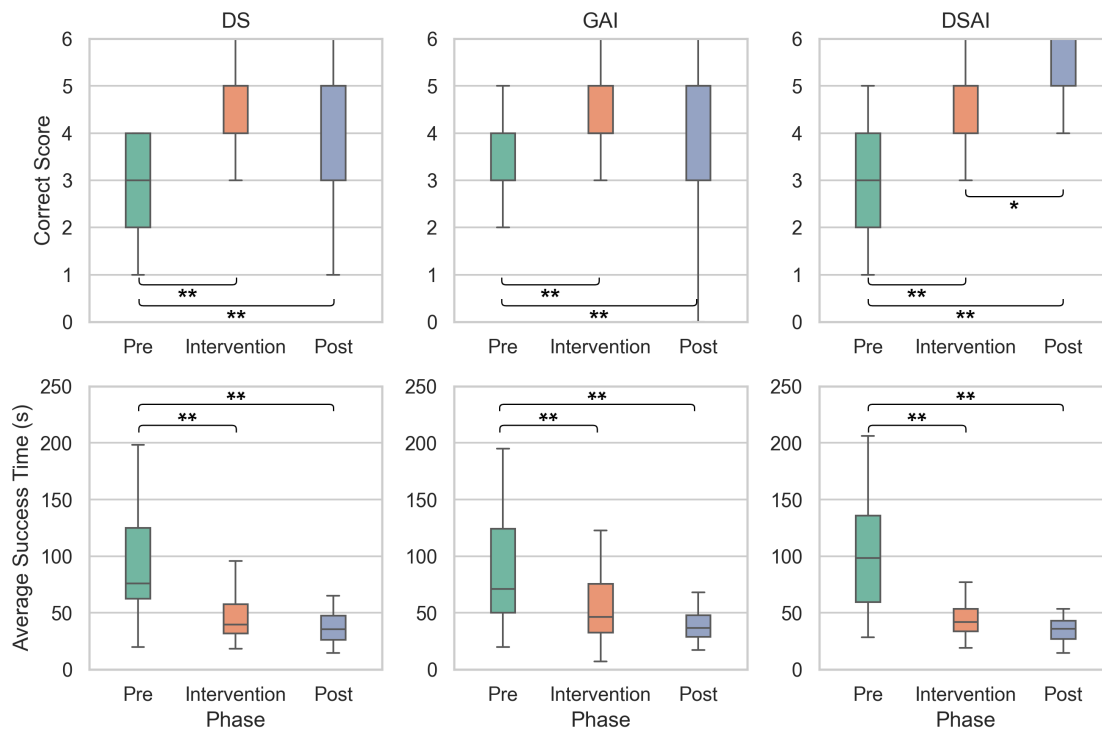 DS GAI DSAI
Correct Score
6 6 6
5 5 5
4 4 4
3 3 3
2 2 2
*
1 1 1
** ** **
** ** **
0 0 0
Pre Intervention Post Pre Intervention Post Pre Intervention Post
Average Success Time (s)
250 250 250
** ** **
** ** **
200 200 200
150 150 150
100 100 100
50 50 50
0 0 0
Pre Intervention Post Pre Intervention Post Pre Intervention Post
Phase Phase Phase